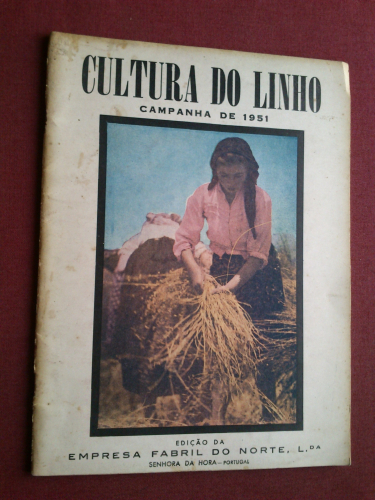 CULTURA DO LINHO
CAMPANHA DE 1951
EDIÇÃO DA
EMPRESA FABRIL DO NORTE, L.DA
SENHORA DA HORA — PORTUGAL